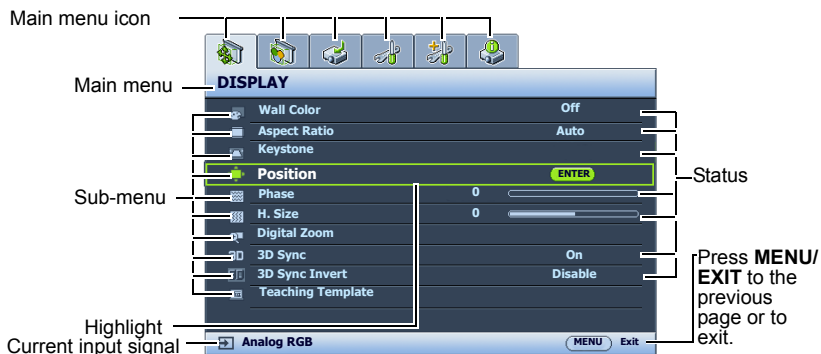 Main menu icon
Main menu
DISPLAY
Wall Color Off
Aspect Ratio Auto
Keystone
Position ENTER
Phase 0
H. Size 0
Digital Zoom
3D 3D Sync On
3D Sync Invert Disable
Teaching Template
Sub-menu
Status
Press MENU/
EXIT to the
previous
page or to
exit.
Highlight
Current input signal
Analog RGB MENU Exit